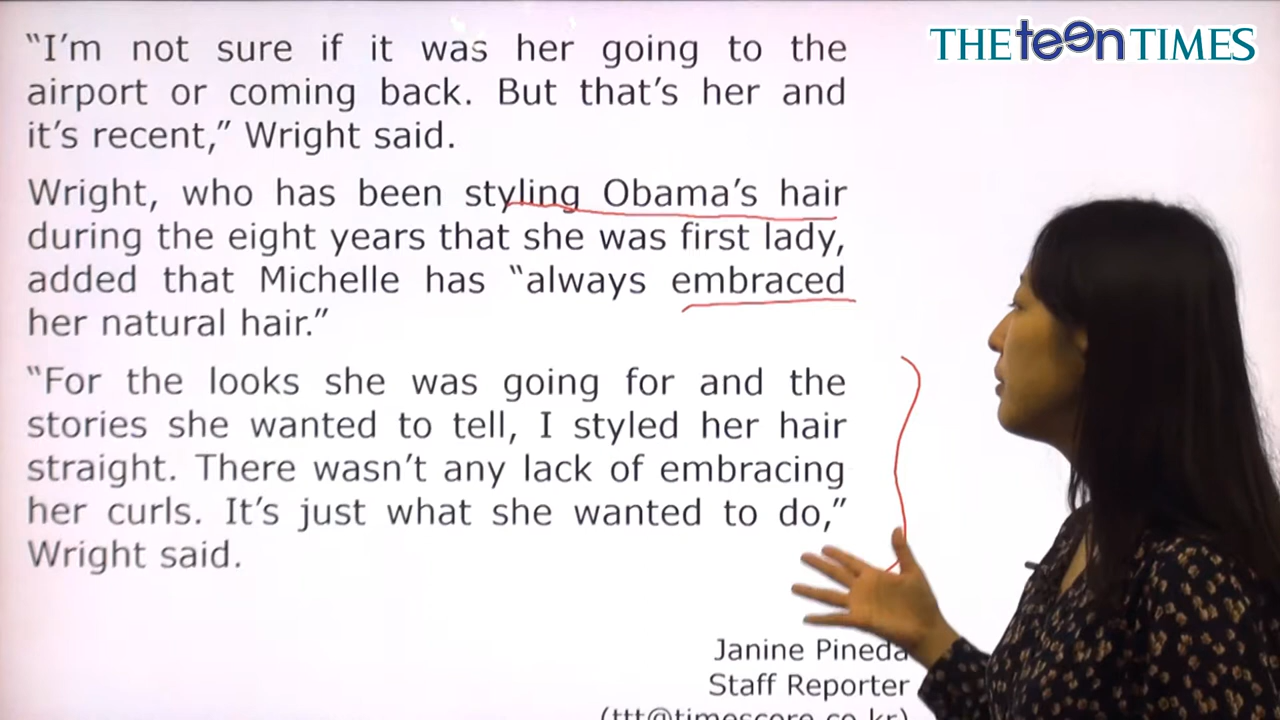 THE teen TIMES
“I’m not sure if it was her going to the
airport or coming back. But that’s her and
it’s recent,” Wright said.
Wright, who has been styling Obama’s hair
during the eight years that she was first lady,
added that Michelle has “always embraced
her natural hair.”
“For the looks she was going for and the
stories she wanted to tell, I styled her hair
straight. There wasn’t any lack of embracing
her curls. It’s just what she wanted to do,”
Wright said.
Janine Pineda
Staff Reporter
(ttt@timescore.co.kr)